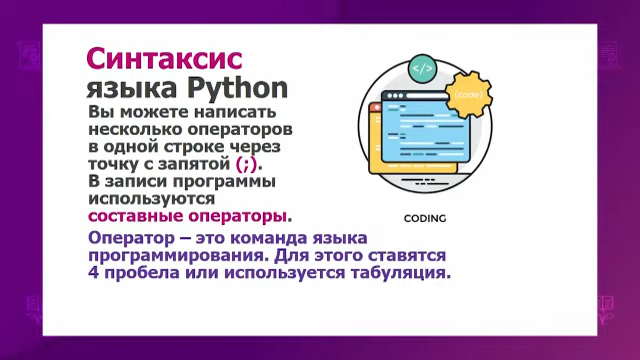 Синтаксис
языка Python
Вы можете написать
несколько операторов
в одной строке через
точку с запятой (;).
В записи программы
используются
составные операторы.
Оператор – это команда языка
программирования. Для этого ставятся
4 пробела или используется табуляция.
</>
{code}
CODING